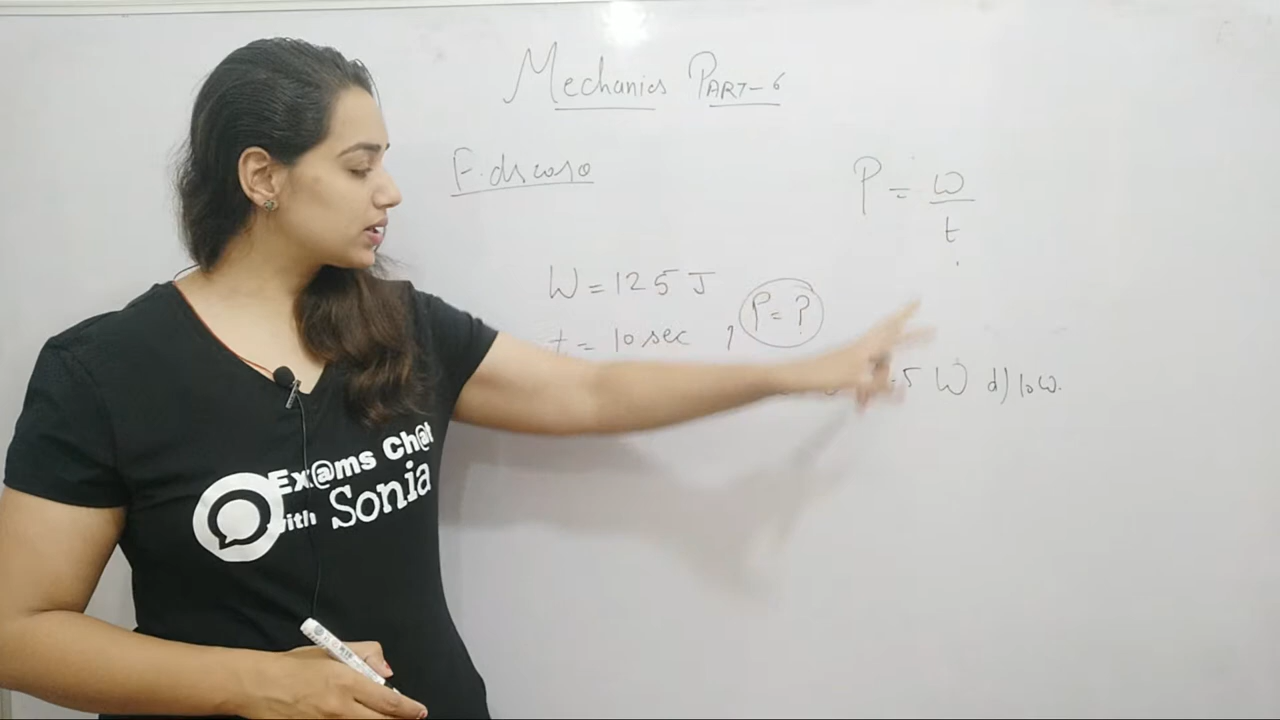 Mechanics PART-6
F. ds cosθ
P = W/t
W = 125 J
t = 10 sec , P = ?
.5 W d) 10 W.
Ex@ms Ch@t
with Sonia